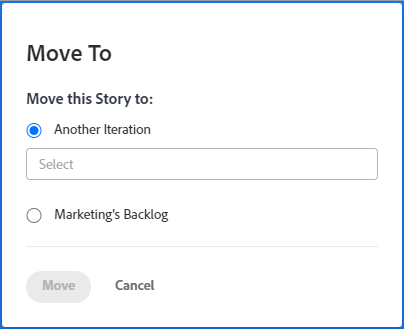 Move To
Move this Story to:
Another Iteration
Select
Marketing's Backlog
Move Cancel